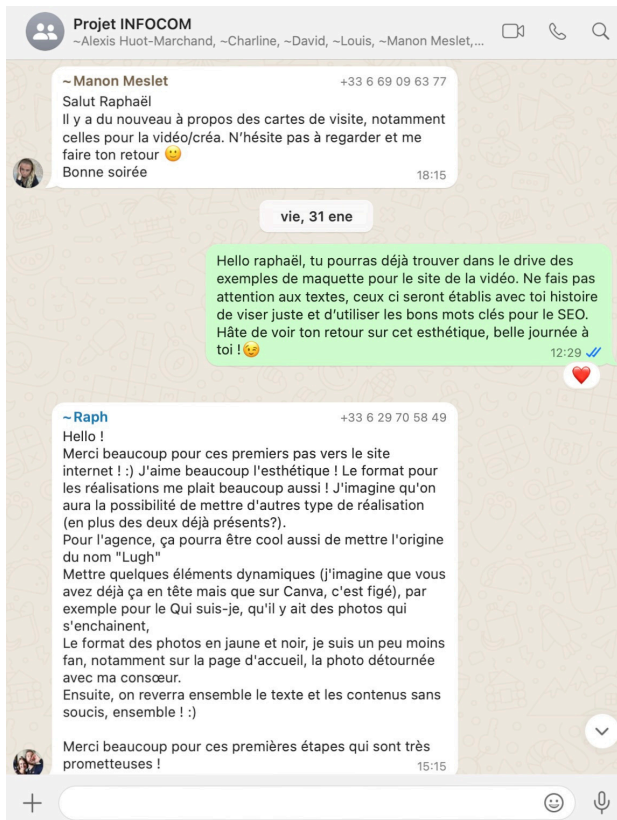 Projet INFOCOM
~Alexis Huot-Marchand, ~Charline, ~David, ~Louis, ~Manon Meslet,...
~Manon Meslet +33 6 69 09 63 77
Salut Raphaël
Il y a du nouveau à propos des cartes de visite, notamment
celles pour la vidéo/créa. N'hésite pas à regarder et me
faire ton retour 🙂
Bonne soirée
18:15
vie, 31 ene
Hello raphaël, tu pourras déjà trouver dans le drive des
exemples de maquette pour le site de la vidéo. Ne fais pas
attention aux textes, ceux ci seront établis avec toi histoire
de viser juste et d'utiliser les bons mots clés pour le SEO.
Hâte de voir ton retour sur cet esthétique, belle journée à
toi !😉
12:29
❤️
~Raph +33 6 29 70 58 49
Hello !
Merci beaucoup pour ces premiers pas vers le site
internet ! :) J'aime beaucoup l'esthétique ! Le format pour
les réalisations me plait beaucoup aussi ! J'imagine qu'on
aura la possibilité de mettre d'autres type de réalisation
(en plus des deux déjà présents?).
Pour l'agence, ça pourra être cool aussi de mettre l'origine
du nom "Lugh"
Mettre quelques éléments dynamiques (j'imagine que vous
avez déjà ça en tête mais que sur Canva, c'est figé), par
exemple pour le Qui suis-je, qu'il y ait des photos qui
s'enchainent,
Le format des photos en jaune et noir, je suis un peu moins
fan, notamment sur la page d'accueil, la photo détournée
avec ma consœur.
Ensuite, on reverra ensemble le texte et les contenus sans
soucis, ensemble ! :)
Merci beaucoup pour ces premières étapes qui sont très
prometteuses !
15:15